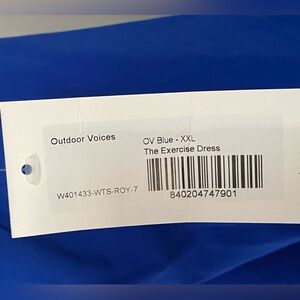 Outdoor Voices
OV Blue - XXL
The Exercise Dress
W401433-WTS-ROY-7
840204747901